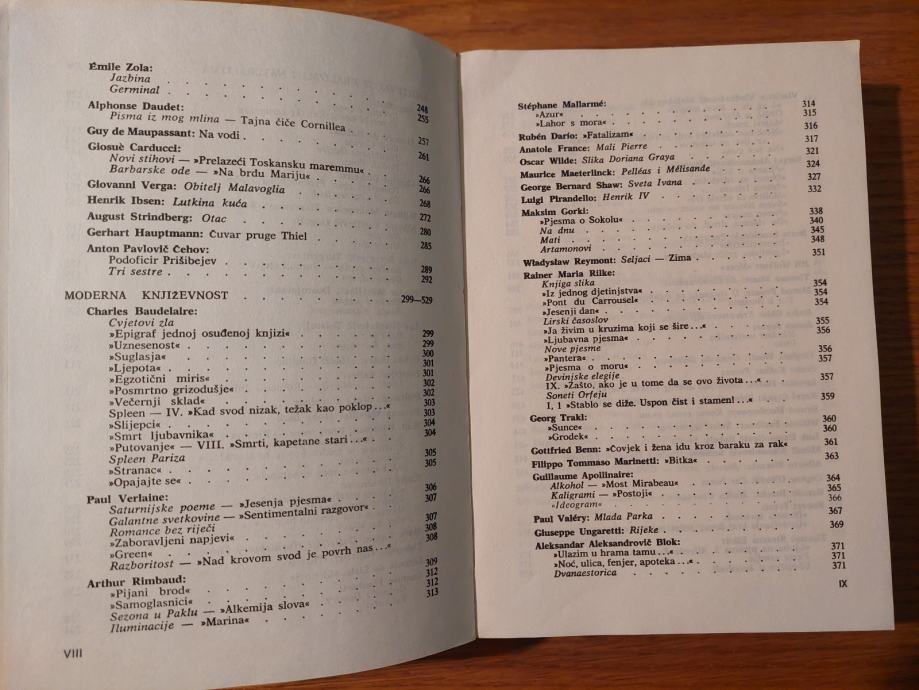 Émile Zola:
Jazbina . . . . . . . . . . 248
Germinal . . . . . . . . . . 255
Alphonse Daudet:
Pisma iz mog mlina — Tajna čiče Cornillea . . . 257
Guy de Maupassant: Na vodi . . . . . . . 261
Giosuè Carducci:
Novi stihovi — »Prelazeći Toskansku maremmu« . 266
Barbarske ode — »Na brdu Mariju« . . . . 266
Giovanni Verga: Obitelj Malavoglia . . . . . 268
Henrik Ibsen: Lutkina kuća . . . . . . . 272
August Strindberg: Otac . . . . . . . . 280
Gerhart Hauptmann: Čuvar pruge Thiel . . . . 285
Anton Pavlovič Čehov:
Podoficir Prišibejev . . . . . . . . 289
Tri sestre . . . . . . . . . . 292
MODERNA KNJIŽEVNOST . . . . . . . 299—529
Charles Baudelaire:
Cvjetovi zla
»Epigraf jednoj osuđenoj knjizi« . . . . . 299
»Uznesenost« . . . . . . . . . 299
»Suglasja« . . . . . . . . . . 300
»Ljepota« . . . . . . . . . . 301
»Egzotični miris« . . . . . . . . 301
»Posmrtno grizodušje« . . . . . . . 302
»Večernji sklad« . . . . . . . . 302
Spleen — IV. »Kad svod nizak, težak kao poklop...« 303
»Slijepci« . . . . . . . . . . 303
»Smrt ljubavnika« . . . . . . . . 304
»Putovanje« — VIII. »Smrti, kapetane stari...« . 304
Spleen Pariza
»Stranac« . . . . . . . . . . 305
»Opajajte se« . . . . . . . . . 305
Paul Verlaine:
Saturnijske poeme — »Jesenja pjesma« . . . . 306
Galantne svetkovine — »Sentimentalni razgovor« . 307
Romance bez riječi
»Zaboravljeni napjevi« . . . . . . . 307
»Green« . . . . . . . . . . 308
Razboritost — »Nad krovom svod je povrh nas...« . 308
Arthur Rimbaud:
»Pijani brod« . . . . . . . . . 309
»Samoglasnici« . . . . . . . . . 312
Sezona u Paklu — »Alkemija slova« . . . . 312
Iluminacije — »Marina« . . . . . . . 313
VIII
Stéphane Mallarmé:
»Azur« . . . . . . . . . . 314
»Lahor s mora« . . . . . . . . 315
Rubén Darío: »Fatalizam« . . . . . . . 316
Anatole France: Mali Pierre . . . . . . . 317
Oscar Wilde: Slika Doriana Graya . . . . . 321
Maurice Maeterlinck: Pelléas i Mélisande . . . . 324
George Bernard Shaw: Sveta Ivana . . . . . 327
Luigi Pirandello: Henrik IV . . . . . . . 332
Maksim Gorki:
»Pjesma o Sokolu« . . . . . . . . 338
Na dnu . . . . . . . . . . 340
Mati . . . . . . . . . . . 345
Artamonovi . . . . . . . . . . 348
Władysław Reymont: Seljaci — Zima . . . . . 351
Rainer Maria Rilke:
Knjiga slika
»Iz jednog djetinjstva« . . . . . . . 354
»Pont du Carrousel« . . . . . . . 354
»Jesenji dan« . . . . . . . . . 354
Lirski časoslov
»Ja živim u kruzima koji se šire...« . . . . 355
»Ljubavna pjesma« . . . . . . . . 356
Nove pjesme
»Pantera« . . . . . . . . . . 356
»Pjesma o moru« . . . . . . . . 357
Devinjske elegije
IX. »Zašto, ako je u tome da se ovo života...« . . 357
Soneti Orfeju
I, 1 »Stablo se diže. Uspon čist i stamen!...« . . 359
Georg Trakl:
»Sunce« . . . . . . . . . . 360
»Grodek« . . . . . . . . . . 360
Gottfried Benn: »Čovjek i žena idu kroz baraku za rak« 361
Filippo Tommaso Marinetti: »Bitka« . . . . . 363
Guillaume Apollinaire:
Alkohol — »Most Mirabeau« . . . . . . 364
Kaligrami — »Postoji« . . . . . . . 365
»Ideogram« . . . . . . . . . 366
Paul Valéry: Mlada Parka . . . . . . . . 367
Giuseppe Ungaretti: Rijeke . . . . . . . 369
Aleksandar Aleksandrovič Blok:
»Ulazim u hrama tamu...« . . . . . . 371
»Noć, ulica, fenjer, apoteka...« . . . . . 371
Dvanaestorica . . . . . . . . . 371
IX